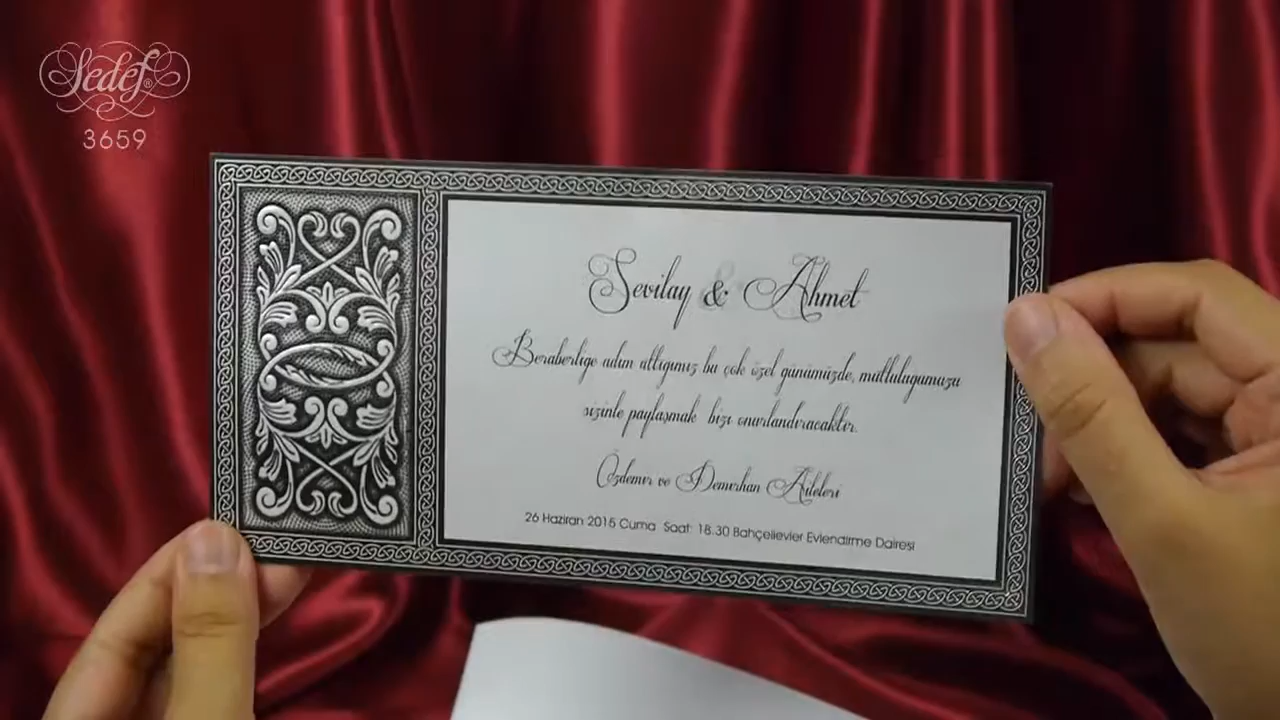 Sedef®
3659
Sevilay & Ahmet
Beraberliğe adım attığımız bu çok özel günümüzde, mutluluğumuzu
sizinle paylaşmak bizi onurlandıracaktır.
Özdemir ve Demirhan Aileleri
26 Haziran 2015 Cuma Saat: 18.30 Bahçelievler Evlendirme Dairesi